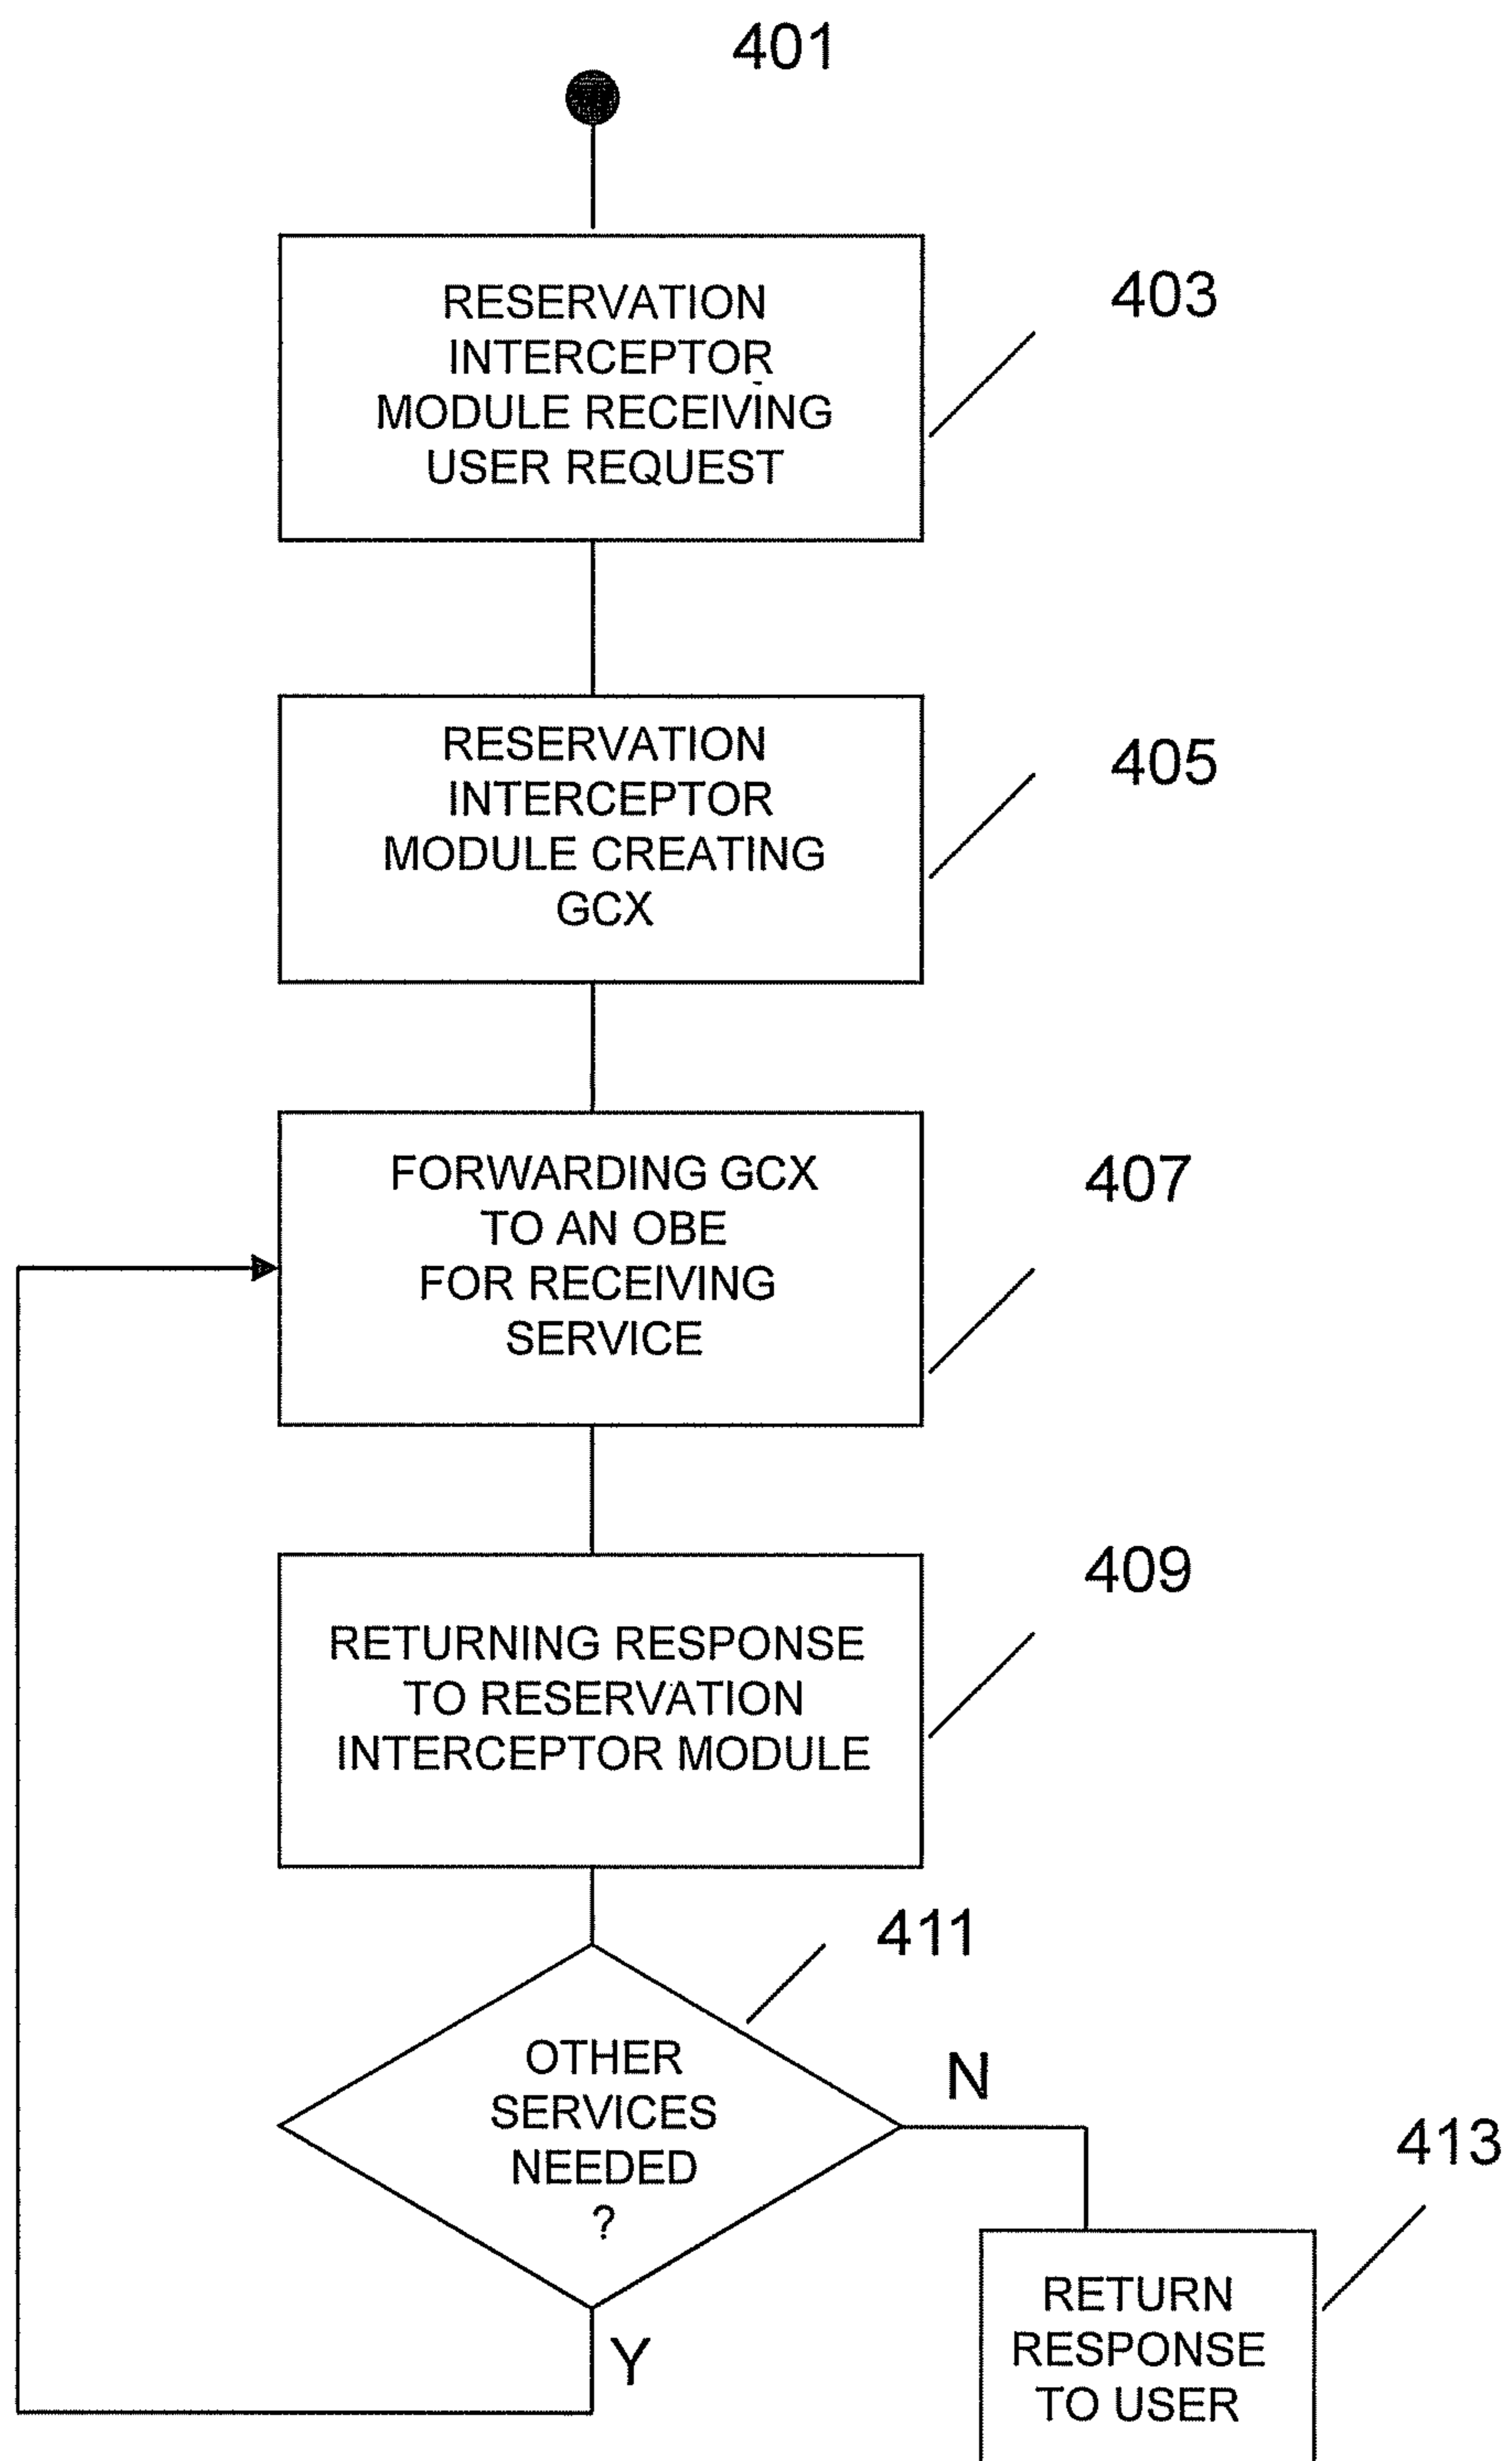 401
RESERVATION
INTERCEPTOR
MODULE RECEIVING
USER REQUEST
403
RESERVATION
INTERCEPTOR
MODULE CREATING
GCX
405
FORWARDING GCX
TO AN OBE
FOR RECEIVING
SERVICE
407
RETURNING RESPONSE
TO RESERVATION
INTERCEPTOR MODULE
409
411
OTHER
SERVICES
NEEDED
?
N
Y
413
RETURN
RESPONSE
TO USER